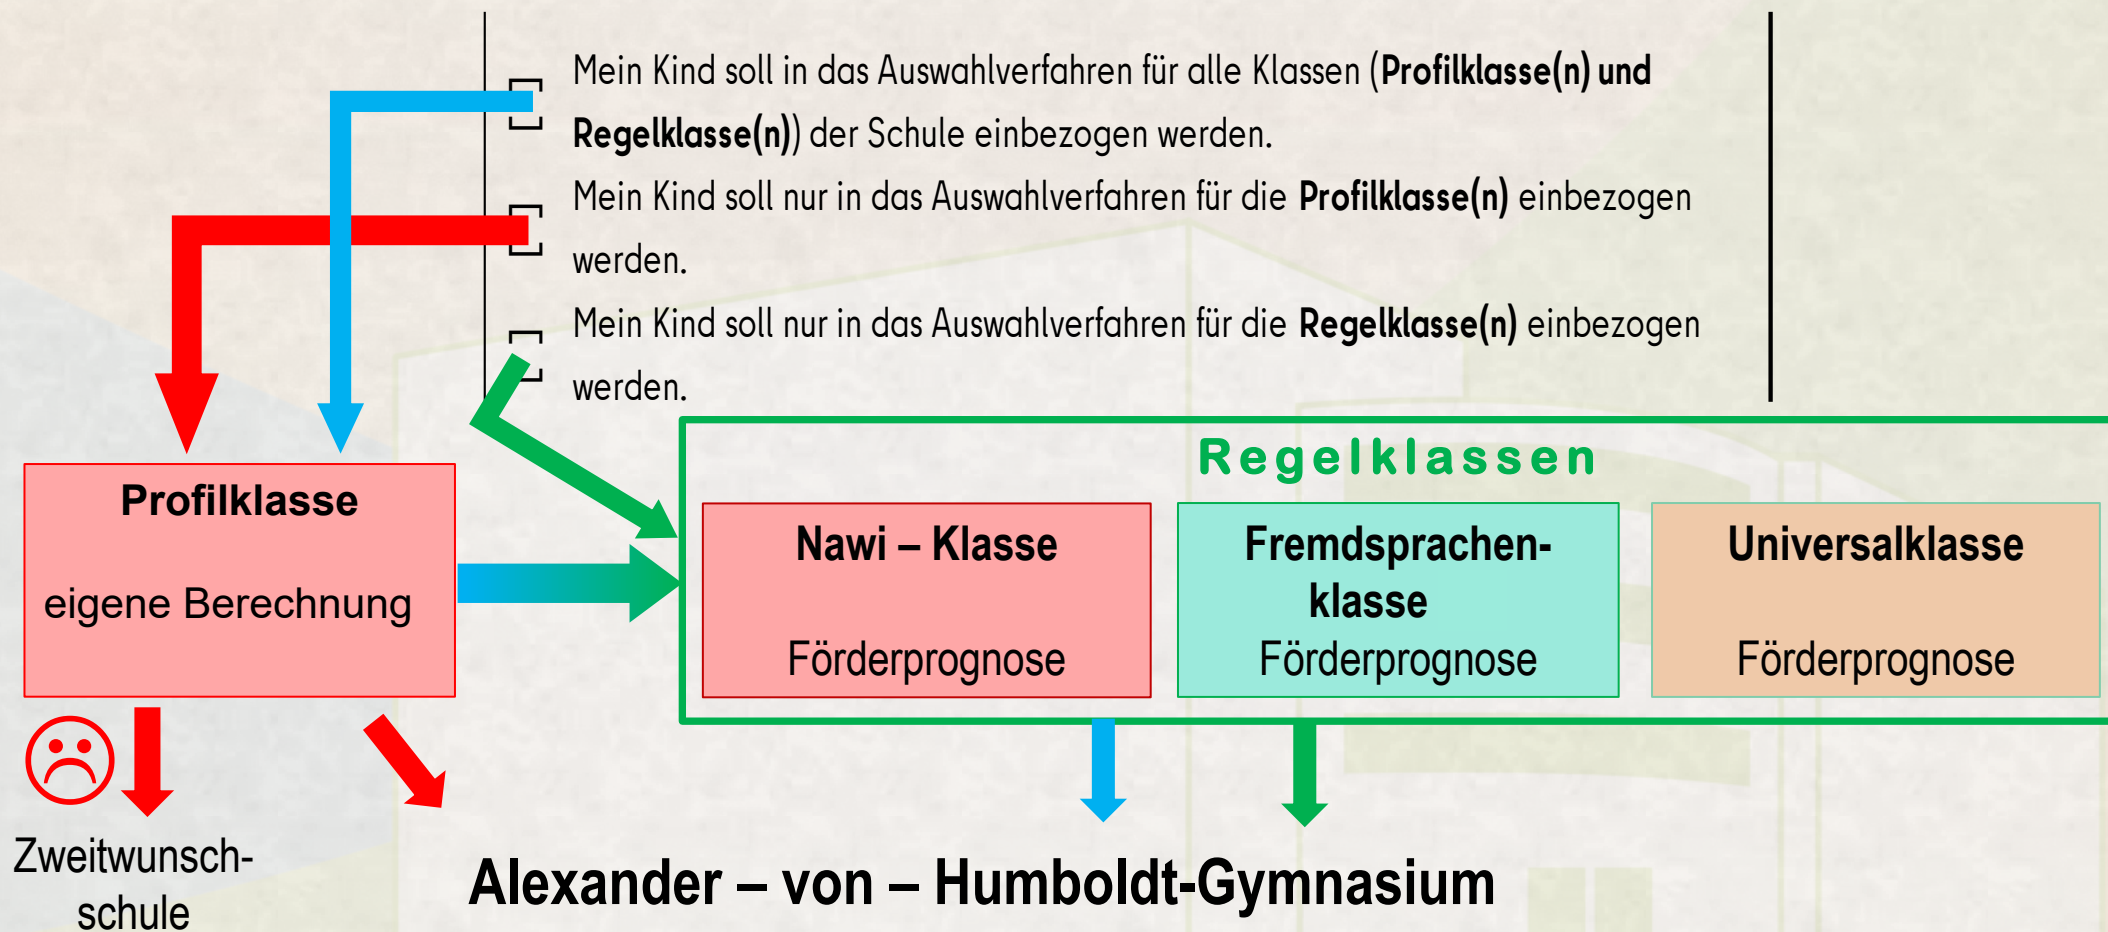 Mein Kind soll in das Auswahlverfahren für alle Klassen (Profilklasse(n) und
Regelklasse(n)) der Schule einbezogen werden.
Mein Kind soll nur in das Auswahlverfahren für die Profilklasse(n) einbezogen
werden.
Mein Kind soll nur in das Auswahlverfahren für die Regelklasse(n) einbezogen
werden.
Regelklassen
Profilklasse
eigene Berechnung
Nawi – Klasse
Förderprognose
Fremdsprachen-
klasse
Förderprognose
Universalklasse
Förderprognose
Zweitwunsch-
schule
Alexander – von – Humboldt-Gymnasium